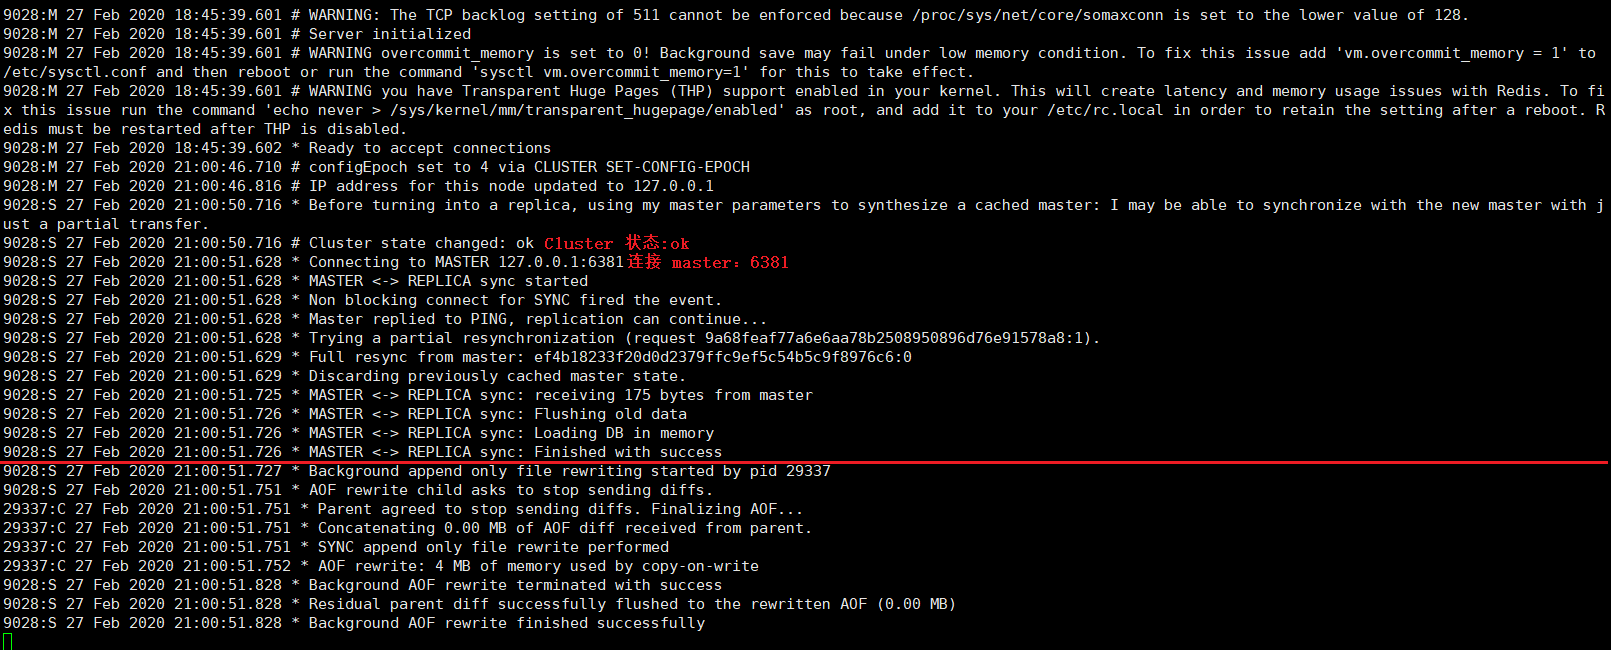 9028:M 27 Feb 2020 18:45:39.601 # WARNING: The TCP backlog setting of 511 cannot be enforced because /proc/sys/net/core/somaxconn is set to the lower value of 128.
9028:M 27 Feb 2020 18:45:39.601 # Server initialized
9028:M 27 Feb 2020 18:45:39.601 # WARNING overcommit_memory is set to 0! Background save may fail under low memory condition. To fix this issue add 'vm.overcommit_memory = 1' to
/etc/sysctl.conf and then reboot or run the command 'sysctl vm.overcommit_memory=1' for this to take effect.
9028:M 27 Feb 2020 18:45:39.601 # WARNING you have Transparent Huge Pages (THP) support enabled in your kernel. This will create latency and memory usage issues with Redis. To fi
x this issue run the command 'echo never > /sys/kernel/mm/transparent_hugepage/enabled' as root, and add it to your /etc/rc.local in order to retain the setting after a reboot. R
edis must be restarted after THP is disabled.
9028:M 27 Feb 2020 18:45:39.602 * Ready to accept connections
9028:M 27 Feb 2020 21:00:46.710 # configEpoch set to 4 via CLUSTER SET-CONFIG-EPOCH
9028:M 27 Feb 2020 21:00:46.816 # IP address for this node updated to 127.0.0.1
9028:S 27 Feb 2020 21:00:50.716 * Before turning into a replica, using my master parameters to synthesize a cached master: I may be able to synchronize with the new master with j
ust a partial transfer.
9028:S 27 Feb 2020 21:00:50.716 # Cluster state changed: ok Cluster 状态:ok
9028:S 27 Feb 2020 21:00:51.628 * Connecting to MASTER 127.0.0.1:6381连接 master：6381
9028:S 27 Feb 2020 21:00:51.628 * MASTER <-> REPLICA sync started
9028:S 27 Feb 2020 21:00:51.628 * Non blocking connect for SYNC fired the event.
9028:S 27 Feb 2020 21:00:51.628 * Master replied to PING, replication can continue...
9028:S 27 Feb 2020 21:00:51.628 * Trying a partial resynchronization (request 9a68feaf77a6e6aa78b2508950896d76e91578a8:1).
9028:S 27 Feb 2020 21:00:51.629 * Full resync from master: ef4b18233f20d0d2379ffc9ef5c54b5c9f8976c6:0
9028:S 27 Feb 2020 21:00:51.629 * Discarding previously cached master state.
9028:S 27 Feb 2020 21:00:51.725 * MASTER <-> REPLICA sync: receiving 175 bytes from master
9028:S 27 Feb 2020 21:00:51.726 * MASTER <-> REPLICA sync: Flushing old data
9028:S 27 Feb 2020 21:00:51.726 * MASTER <-> REPLICA sync: Loading DB in memory
9028:S 27 Feb 2020 21:00:51.726 * MASTER <-> REPLICA sync: Finished with success
9028:S 27 Feb 2020 21:00:51.727 * Background append only file rewriting started by pid 29337
9028:S 27 Feb 2020 21:00:51.751 * AOF rewrite child asks to stop sending diffs.
29337:C 27 Feb 2020 21:00:51.751 * Parent agreed to stop sending diffs. Finalizing AOF...
29337:C 27 Feb 2020 21:00:51.751 * Concatenating 0.00 MB of AOF diff received from parent.
29337:C 27 Feb 2020 21:00:51.751 * SYNC append only file rewrite performed
29337:C 27 Feb 2020 21:00:51.752 * AOF rewrite: 4 MB of memory used by copy-on-write
9028:S 27 Feb 2020 21:00:51.828 * Background AOF rewrite terminated with success
9028:S 27 Feb 2020 21:00:51.828 * Residual parent diff successfully flushed to the rewritten AOF (0.00 MB)
9028:S 27 Feb 2020 21:00:51.828 * Background AOF rewrite finished successfully